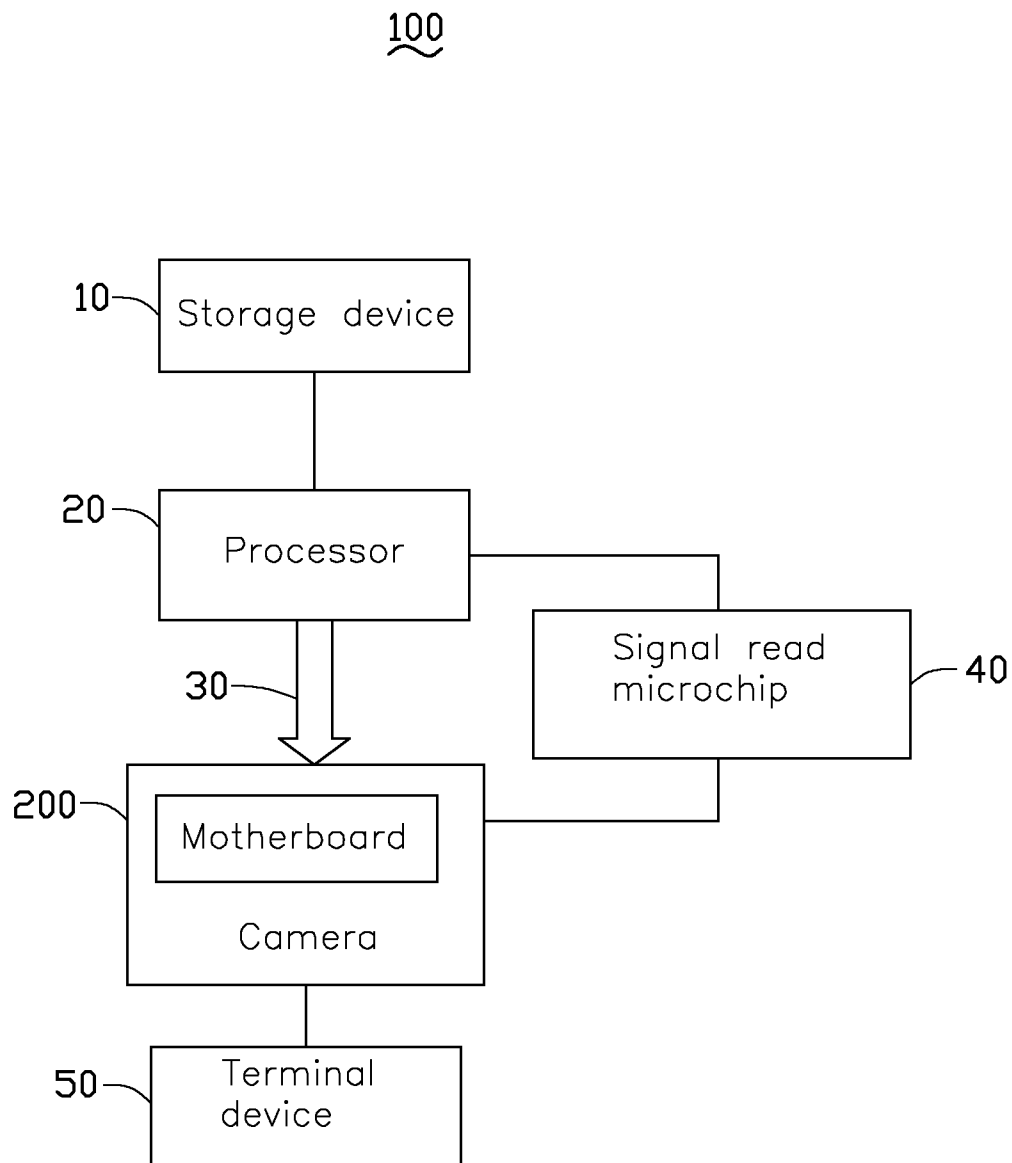 100
10
Storage device
20
Processor
30
Signal read
microchip
40
200
Motherboard
Camera
50
Terminal
device